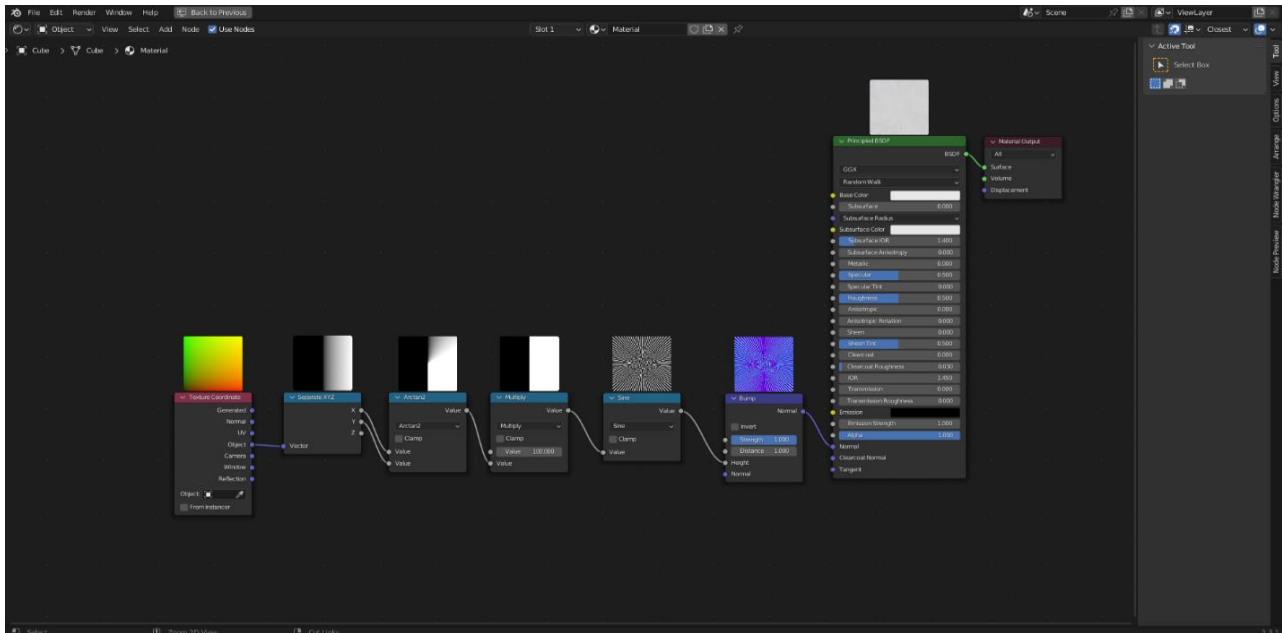 File Edit Render Window Help Back to Previous Scene ViewLayer
Object View Select Add Node Use Nodes Slot 1 Material Closest
Cube > Cube > Material
Active Tool
Select Box
Tool
View
Options
Arrange
Node Wrangler
Node Preview
Texture Coordinate
Generated
Normal
UV
Object
Camera
Window
Reflection
Object:
From Instancer
Separate XYZ
X
Y
Z
Vector
Arctan2
Value
Arctan2
Clamp
Value
Value
Multiply
Value
Multiply
Clamp
Value 100.000
Value
Sine
Value
Sine
Clamp
Value
Bump
Normal
Invert
Strength 1.000
Distance 1.000
Height
Normal
Principled BSDF
BSDF
GGX
Random Walk
Base Color
Subsurface 0.000
Subsurface Radius
Subsurface Color
Subsurface IOR 1.400
Subsurface Anisotropy 0.000
Metallic 0.000
Specular 0.500
Specular Tint 0.000
Roughness 0.500
Anisotropic 0.000
Anisotropic Rotation 0.000
Sheen 0.000
Sheen Tint 0.500
Clearcoat 0.000
Clearcoat Roughness 0.030
IOR 1.450
Transmission 0.000
Transmission Roughness 0.000
Emission
Emission Strength 1.000
Alpha 1.000
Normal
Clearcoat Normal
Tangent
Material Output
All
Surface
Volume
Displacement
Select Zoom 2D View Cut Links